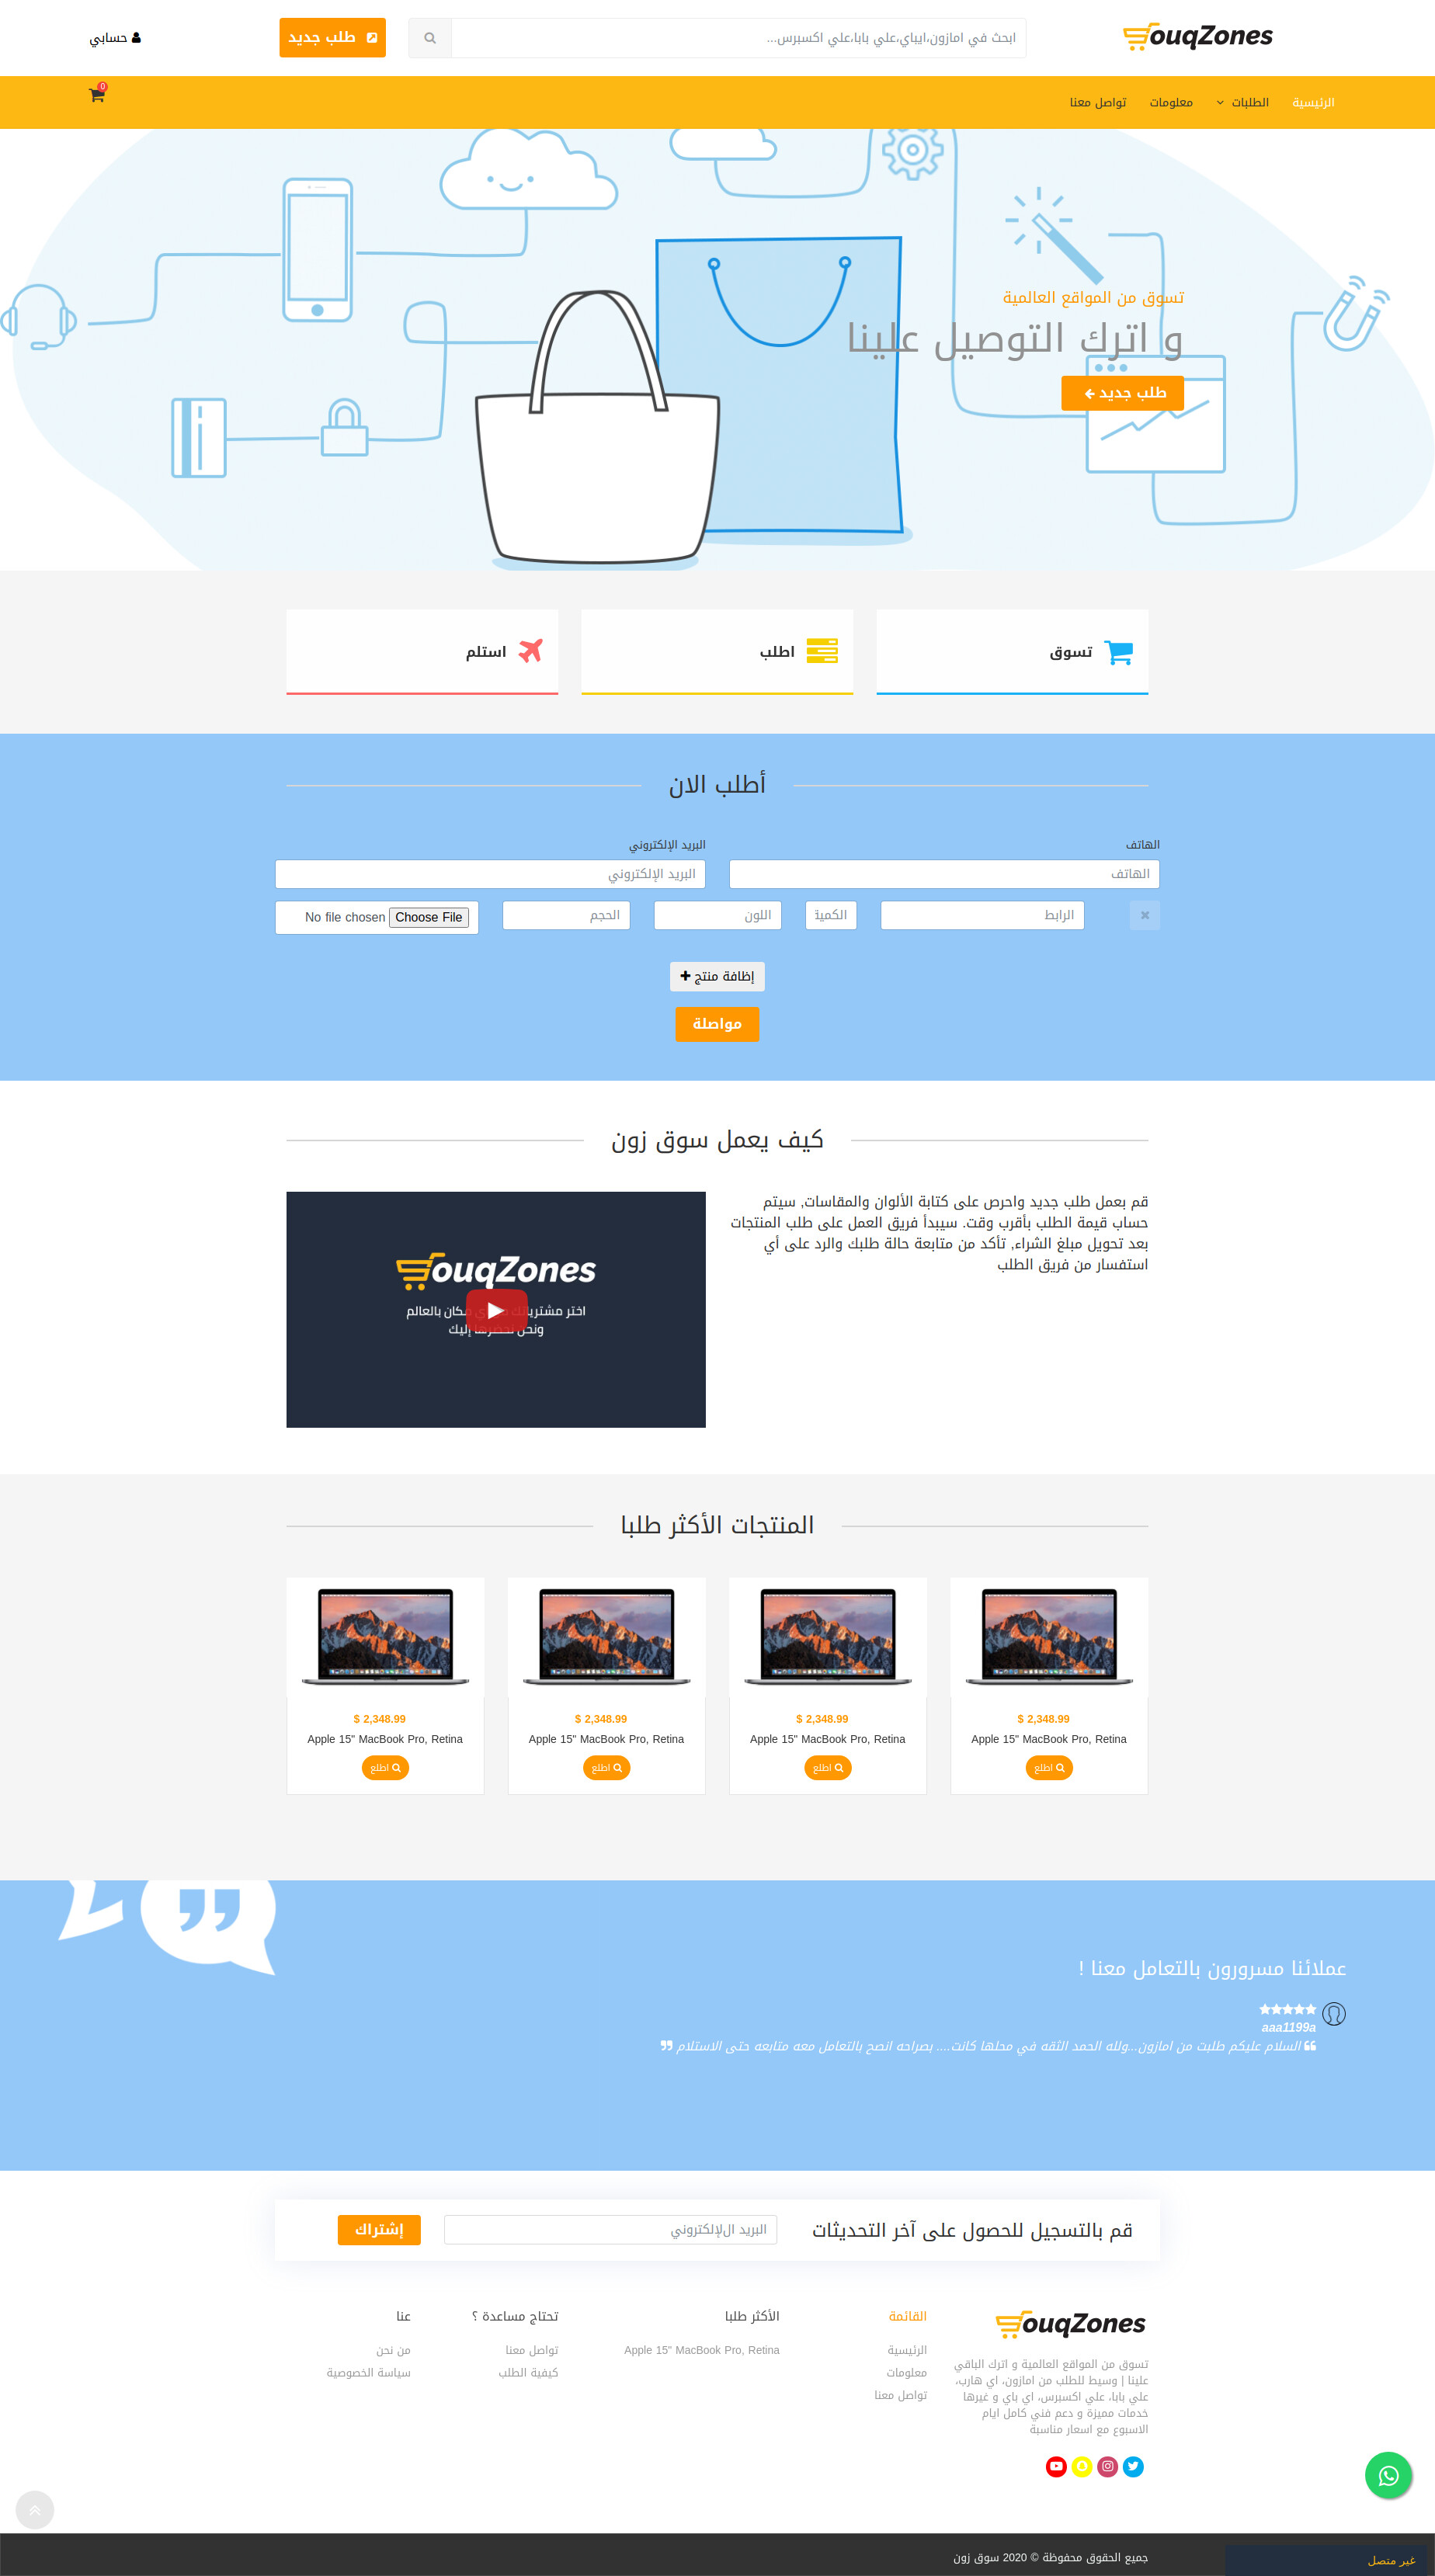 ouqZones
ابحث في امازون،ايباي،علي بابا،علي اكسبرس...
طلب جديد
حسابي
الرئيسية
الطلبات
معلومات
تواصل معنا
0
تسوق من المواقع العالمية
و اترك التوصيل علينا
طلب جديد
تسوق
اطلب
استلم
أطلب الان
الهاتف
البريد الإلكتروني
الهاتف
البريد الإلكتروني
الرابط
الكمية
اللون
الحجم
Choose File No file chosen
إظافة منتج
مواصلة
كيف يعمل سوق زون
قم بعمل طلب جديد واحرص على كتابة الألوان والمقاسات, سيتم
حساب قيمة الطلب بأقرب وقت. سيبدأ فريق العمل على طلب المنتجات
بعد تحويل مبلغ الشراء, تأكد من متابعة حالة طلبك والرد على أي
استفسار من فريق الطلب
ouqZones
اختر مشترياتك مكان بالعالم
ونحن نحضرها إليك
المنتجات الأكثر طلبا
$ 2,348.99
Apple 15" MacBook Pro, Retina
اطلع
$ 2,348.99
Apple 15" MacBook Pro, Retina
اطلع
$ 2,348.99
Apple 15" MacBook Pro, Retina
اطلع
$ 2,348.99
Apple 15" MacBook Pro, Retina
اطلع
عملائنا مسرورون بالتعامل معنا !
aaa1199a
السلام عليكم طلبت من امازون...ولله الحمد الثقه في محلها كانت.... بصراحه انصح بالتعامل معه متابعه حتى الاستلام
قم بالتسجيل للحصول على آخر التحديثات
البريد اللإلكتروني
إشتراك
ouqZones
تسوق من المواقع العالمية و اترك الباقي
علينا | وسيط للطلب من امازون، اي هارب،
علي بابا، علي اكسبرس، اي باي و غيرها
خدمات مميزة و دعم فني كامل ايام
الاسبوع مع اسعار مناسبة
القائمة
الرئيسية
معلومات
تواصل معنا
الأكثر طلبا
Apple 15" MacBook Pro, Retina
تحتاج مساعدة ؟
تواصل معنا
كيفية الطلب
عنا
من نحن
سياسة الخصوصية
جميع الحقوق محفوظة © 2020 سوق زون
غير متصل